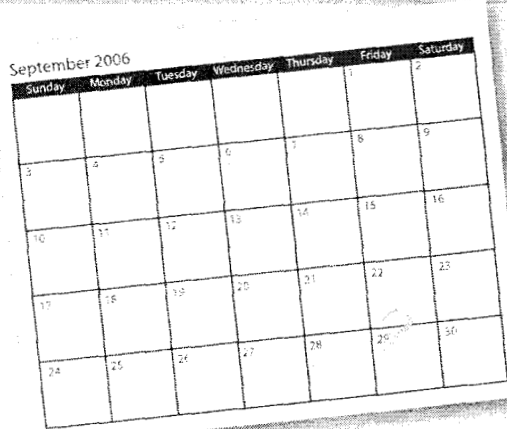 September 2006
Sunday Monday Tuesday Wednesday Thursday Friday Saturday
1 2
3 4 5 6 7 8 9
10 11 12 13 14 15 16
17 18 19 20 21 22 23
24 25 26 27 28 29 30